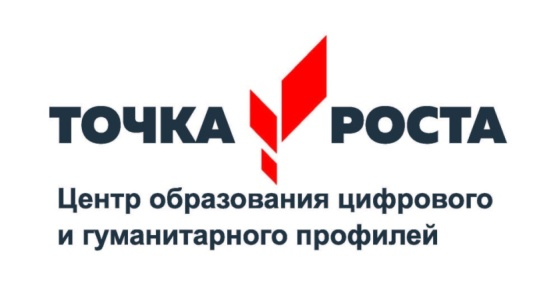 ТОЧКА РОСТА
Центр образования цифрового
и гуманитарного профилей